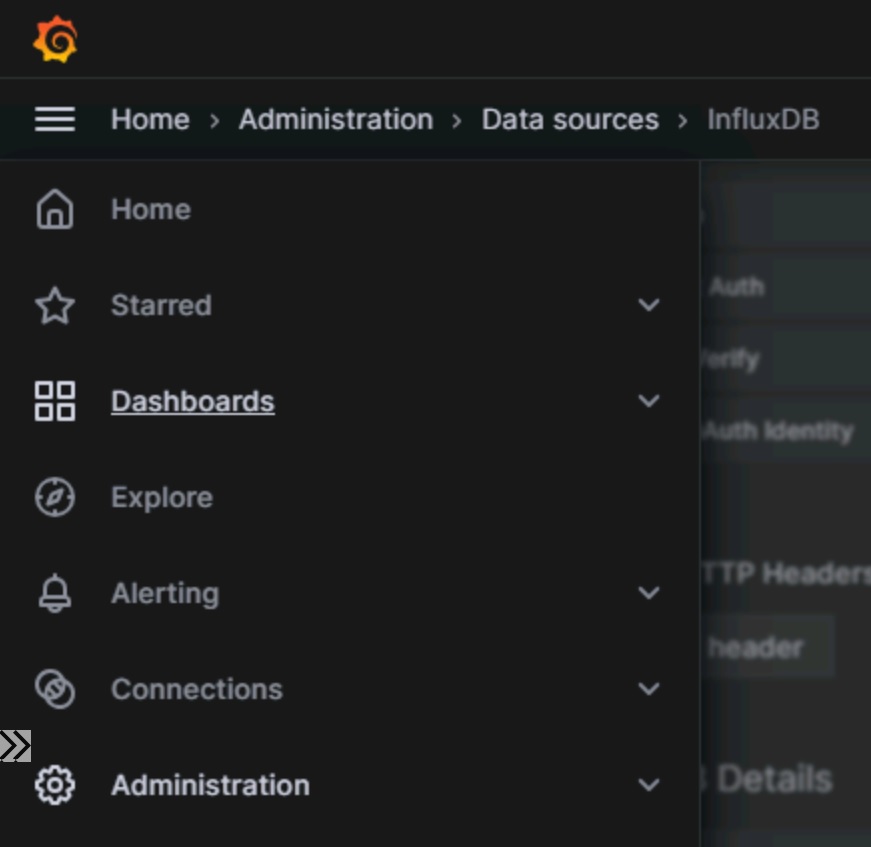 Home › Administration › Data sources › InfluxDB
Home
Starred
Auth
Verify
Dashboards
Auth Identity
Explore
TTP Headers
Alerting
header
Connections
Details
Administration